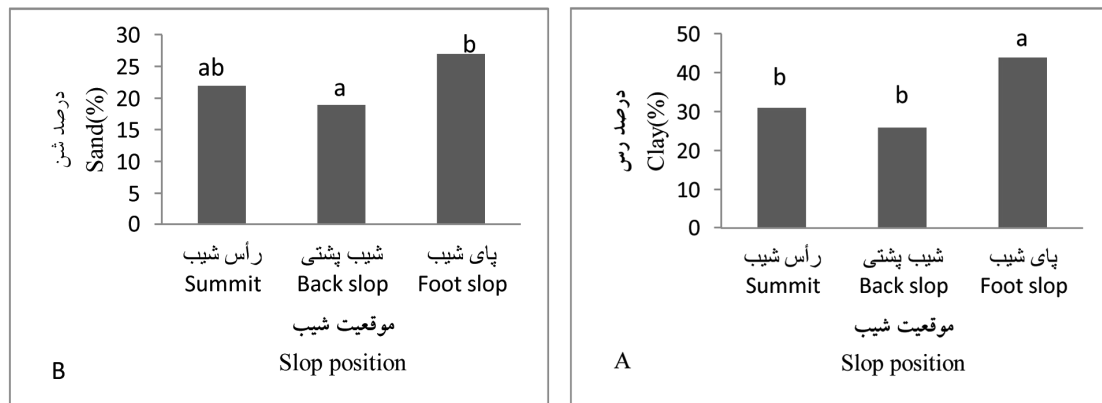 30
25
20
15
10
5
0
درصد شن
Sand(%)
ab
a
b
رأس شیب
Summit
شیب پشتی
Back slop
پای شیب
Foot slop
موقعیت شیب
Slop position
B
50
40
30
20
10
0
درصد رس
Clay(%)
b
b
a
رأس شیب
Summit
شیب پشتی
Back slop
پای شیب
Foot slop
موقعیت شیب
Slop position
A